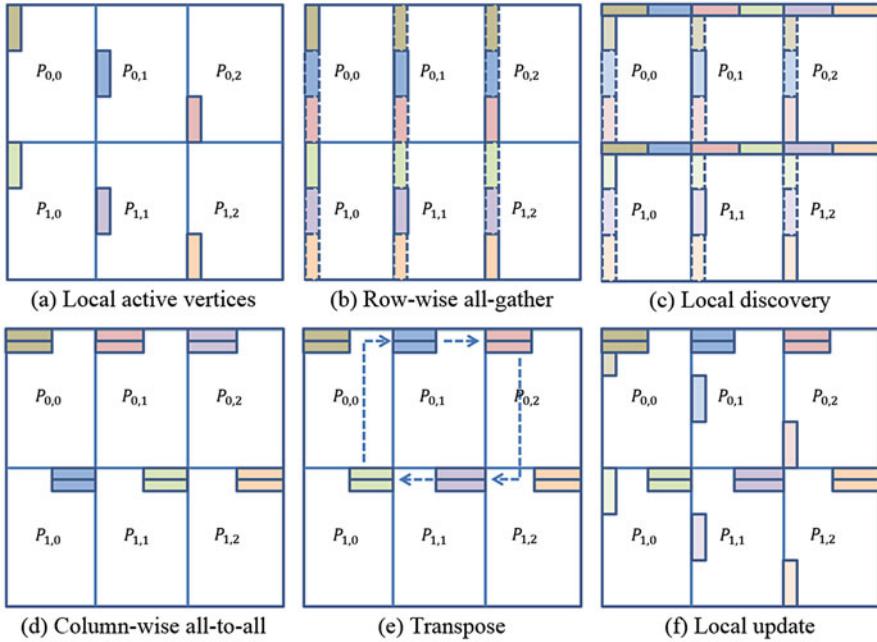 P0,0 P0,1 P0,2
P1,0 P1,1 P1,2
(a) Local active vertices
P0,0 P0,1 P0,2
P1,0 P1,1 P1,2
(b) Row-wise all-gather
P0,0 P0,1 P0,2
P1,0 P1,1 P1,2
(c) Local discovery
P0,0 P0,1 P0,2
P1,0 P1,1 P1,2
(d) Column-wise all-to-all
P0,0 P0,1 P0,2
P1,0 P1,1 P1,2
(e) Transpose
P0,0 P0,1 P0,2
P1,0 P1,1 P1,2
(f) Local update